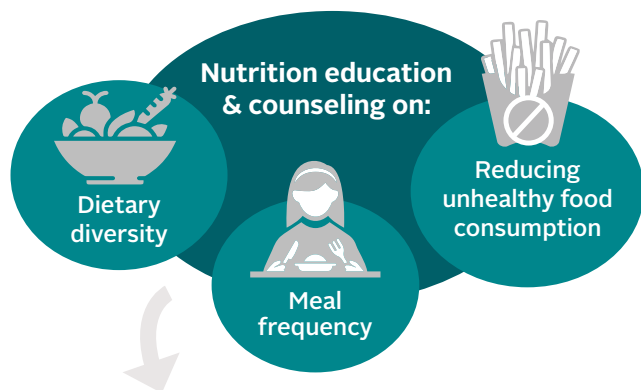 Nutrition education
& counseling on:
Dietary
diversity
Meal
frequency
Reducing
unhealthy food
consumption